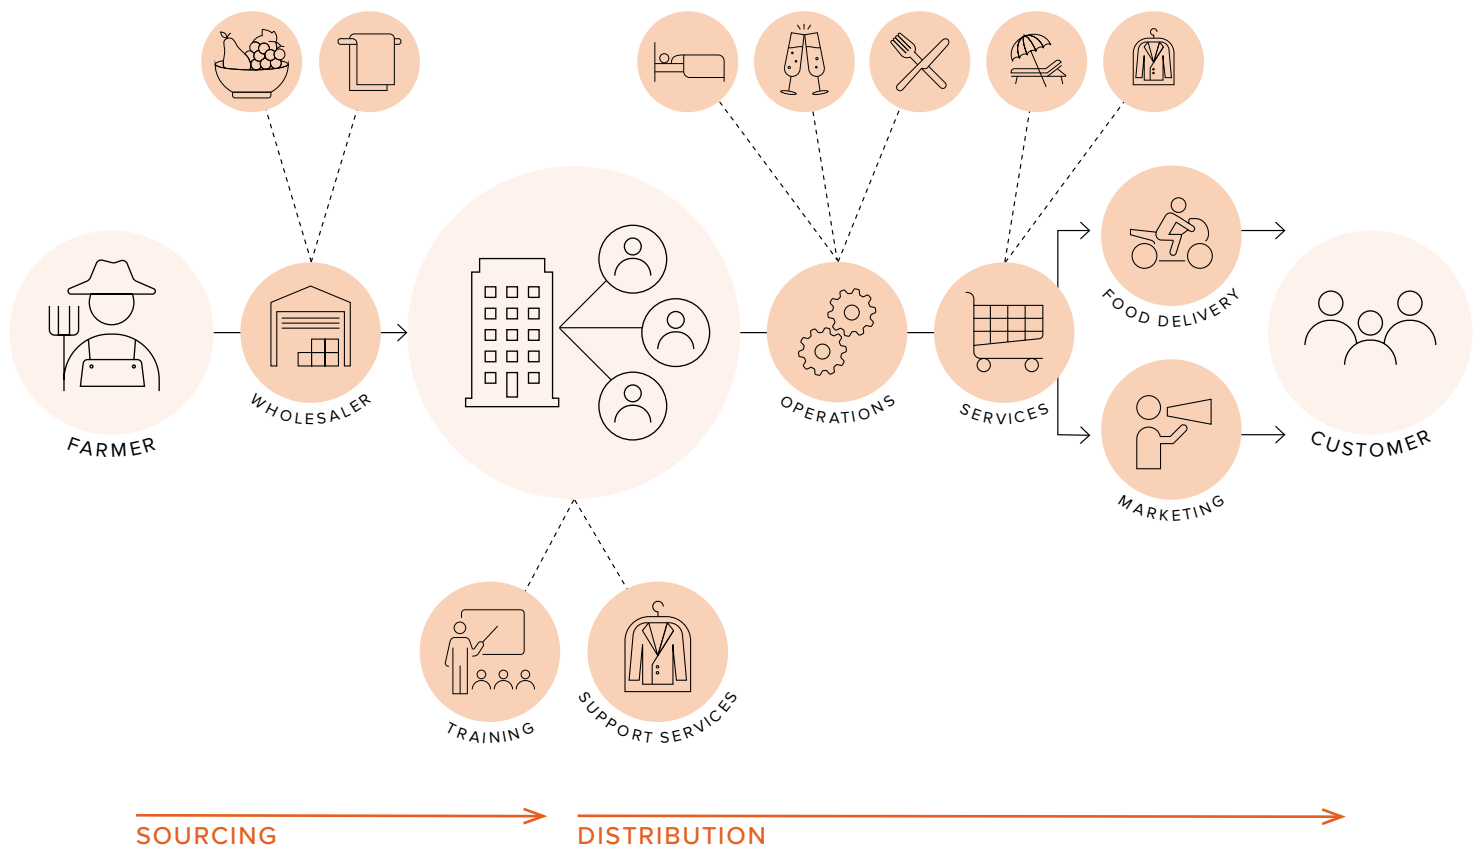 FARMER
WHOLESALER
OPERATIONS
SERVICES
FOOD DELIVERY
MARKETING
CUSTOMER
TRAINING
SUPPORT SERVICES
SOURCING
DISTRIBUTION